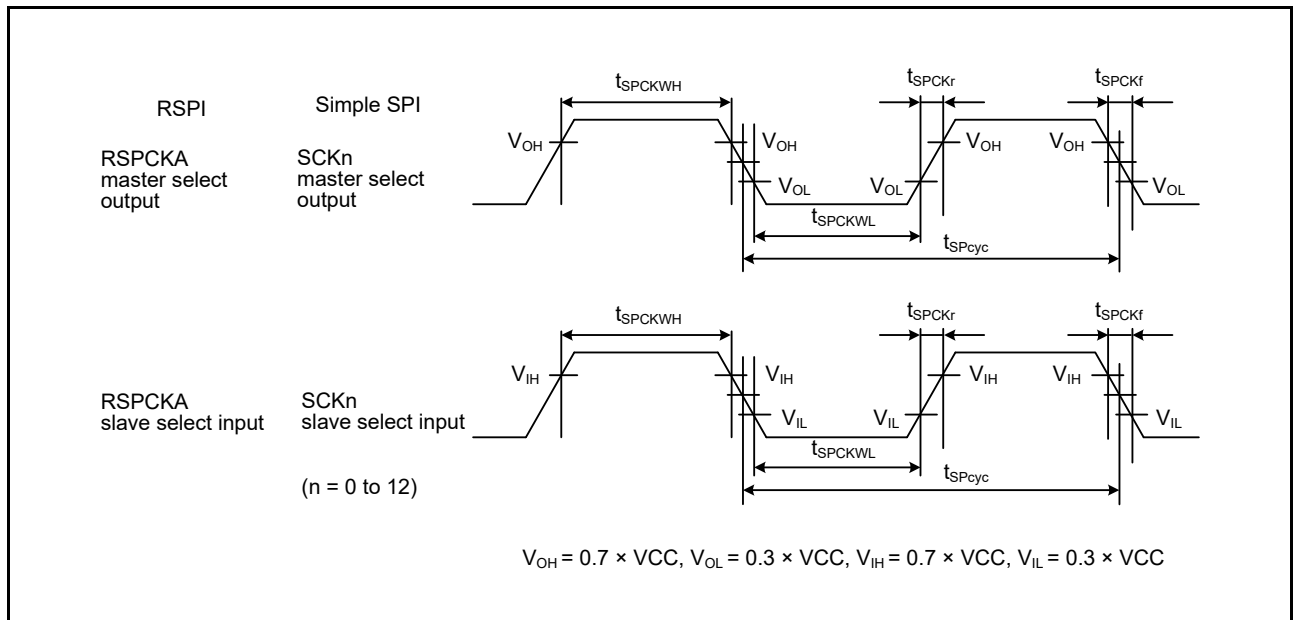 RSPI
Simple SPI
RSPCKA
master select
output
SCKn
master select
output
tSPCKWH
tSPCKr
tSPCKf
VOH
VOH
VOL
VOL
VOH
VOH
VOL
tSPCKWL
tSPcyc
RSPCKA
slave select input
SCKn
slave select input
(n = 0 to 12)
tSPCKWH
tSPCKr
tSPCKf
VIH
VIH
VIL
VIL
VIH
VIH
VIL
tSPCKWL
tSPcyc
VOH = 0.7 × VCC, VOL = 0.3 × VCC, VIH = 0.7 × VCC, VIL = 0.3 × VCC